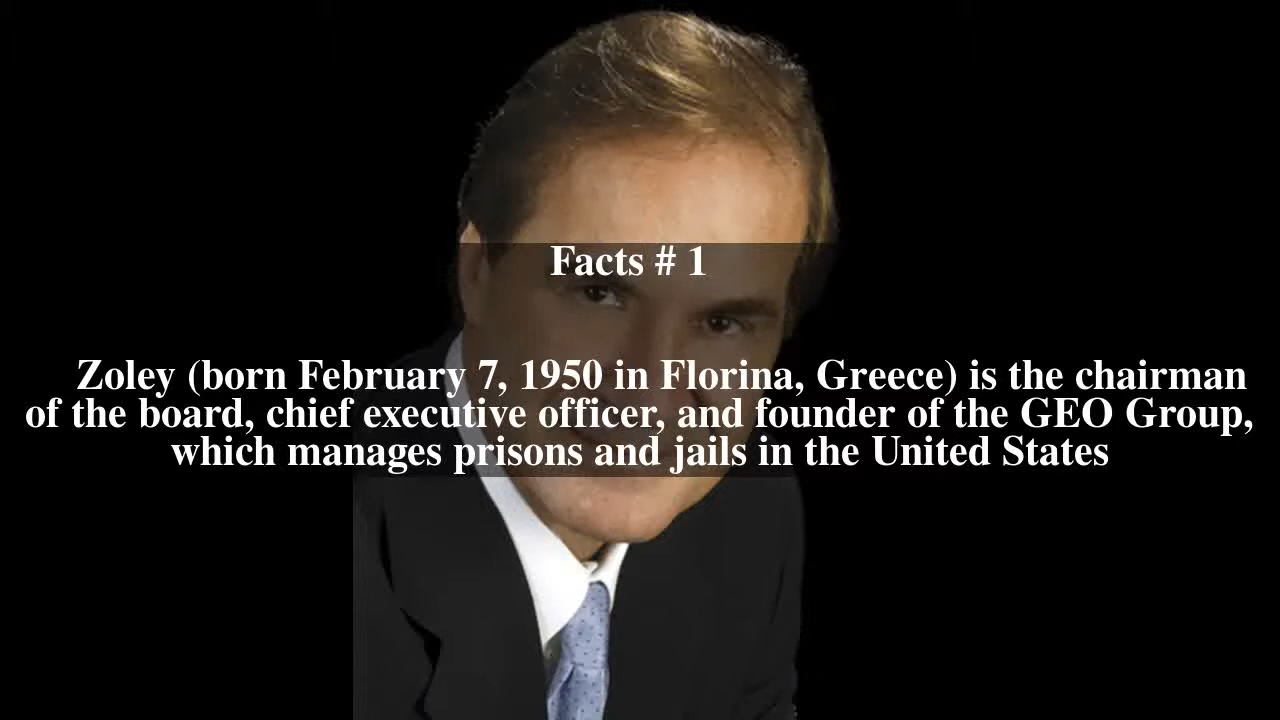 Facts # 1
Zoley (born February 7, 1950 in Florina, Greece) is the chairman
of the board, chief executive officer, and founder of the GEO Group,
which manages prisons and jails in the United States